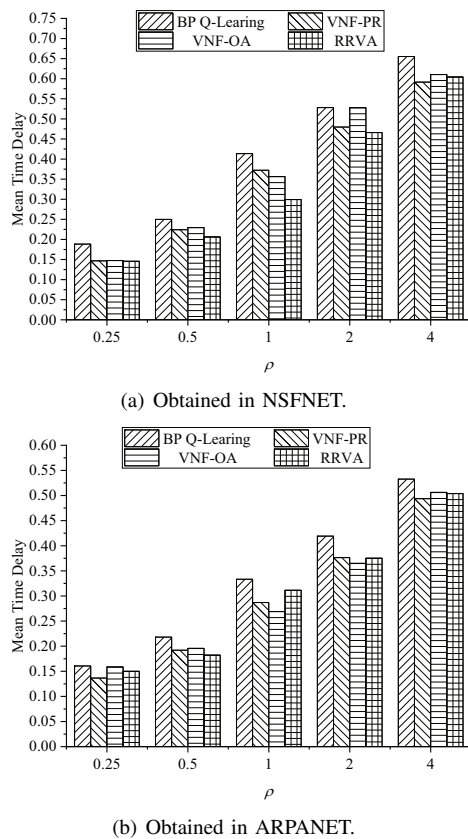 BP Q-Learing VNF-PR
VNF-OA RRVA
0.75
0.70
0.65
0.60
0.55
0.50
0.45
0.40
0.35
0.30
0.25
0.20
0.15
0.10
0.05
0.00
Mean Time Delay
0.25 0.5 1 2 4
ρ
(a) Obtained in NSFNET.
BP Q-Learing VNF-PR
VNF-OA RRVA
0.60
0.55
0.50
0.45
0.40
0.35
0.30
0.25
0.20
0.15
0.10
0.05
0.00
Mean Time Delay
0.25 0.5 1 2 4
ρ
(b) Obtained in ARPANET.